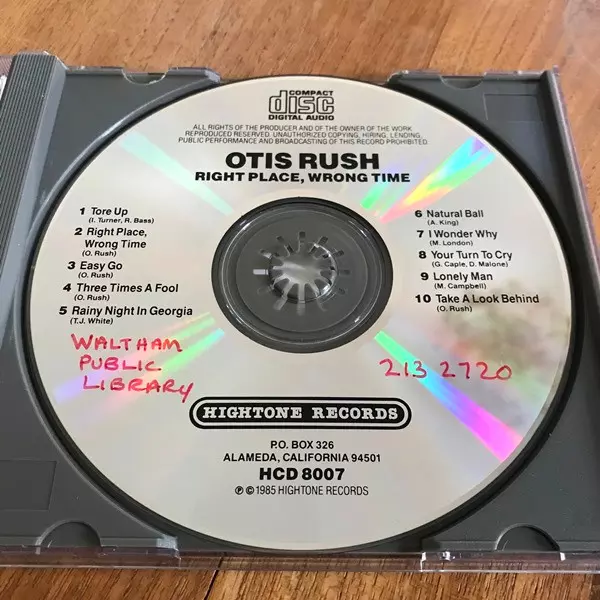 COMPACT
disc
DIGITAL AUDIO
ALL RIGHTS OF THE PRODUCER AND OF THE OWNER OF THE WORK
REPRODUCED RESERVED. UNAUTHORIZED COPYING, HIRING, LENDING,
PUBLIC PERFORMANCE AND BROADCASTING OF THIS RECORD PROHIBITED.
OTIS RUSH
RIGHT PLACE, WRONG TIME
1 Tore Up
(I. Turner, R. Bass)
2 Right Place,
Wrong Time
(O. Rush)
3 Easy Go
(O. Rush)
4 Three Times A Fool
(O. Rush)
5 Rainy Night In Georgia
(T.J. White)
6 Natural Ball
(A. King)
7 I Wonder Why
(M. London)
8 Your Turn To Cry
(G. Caple, D. Malone)
9 Lonely Man
(M. Campbell)
10 Take A Look Behind
(O. Rush)
WALTHAM
PUBLIC
LIBRARY
213 2720
HIGHTONE RECORDS
P.O. BOX 326
ALAMEDA, CALIFORNIA 94501
HCD 8007
℗ © 1985 HIGHTONE RECORDS